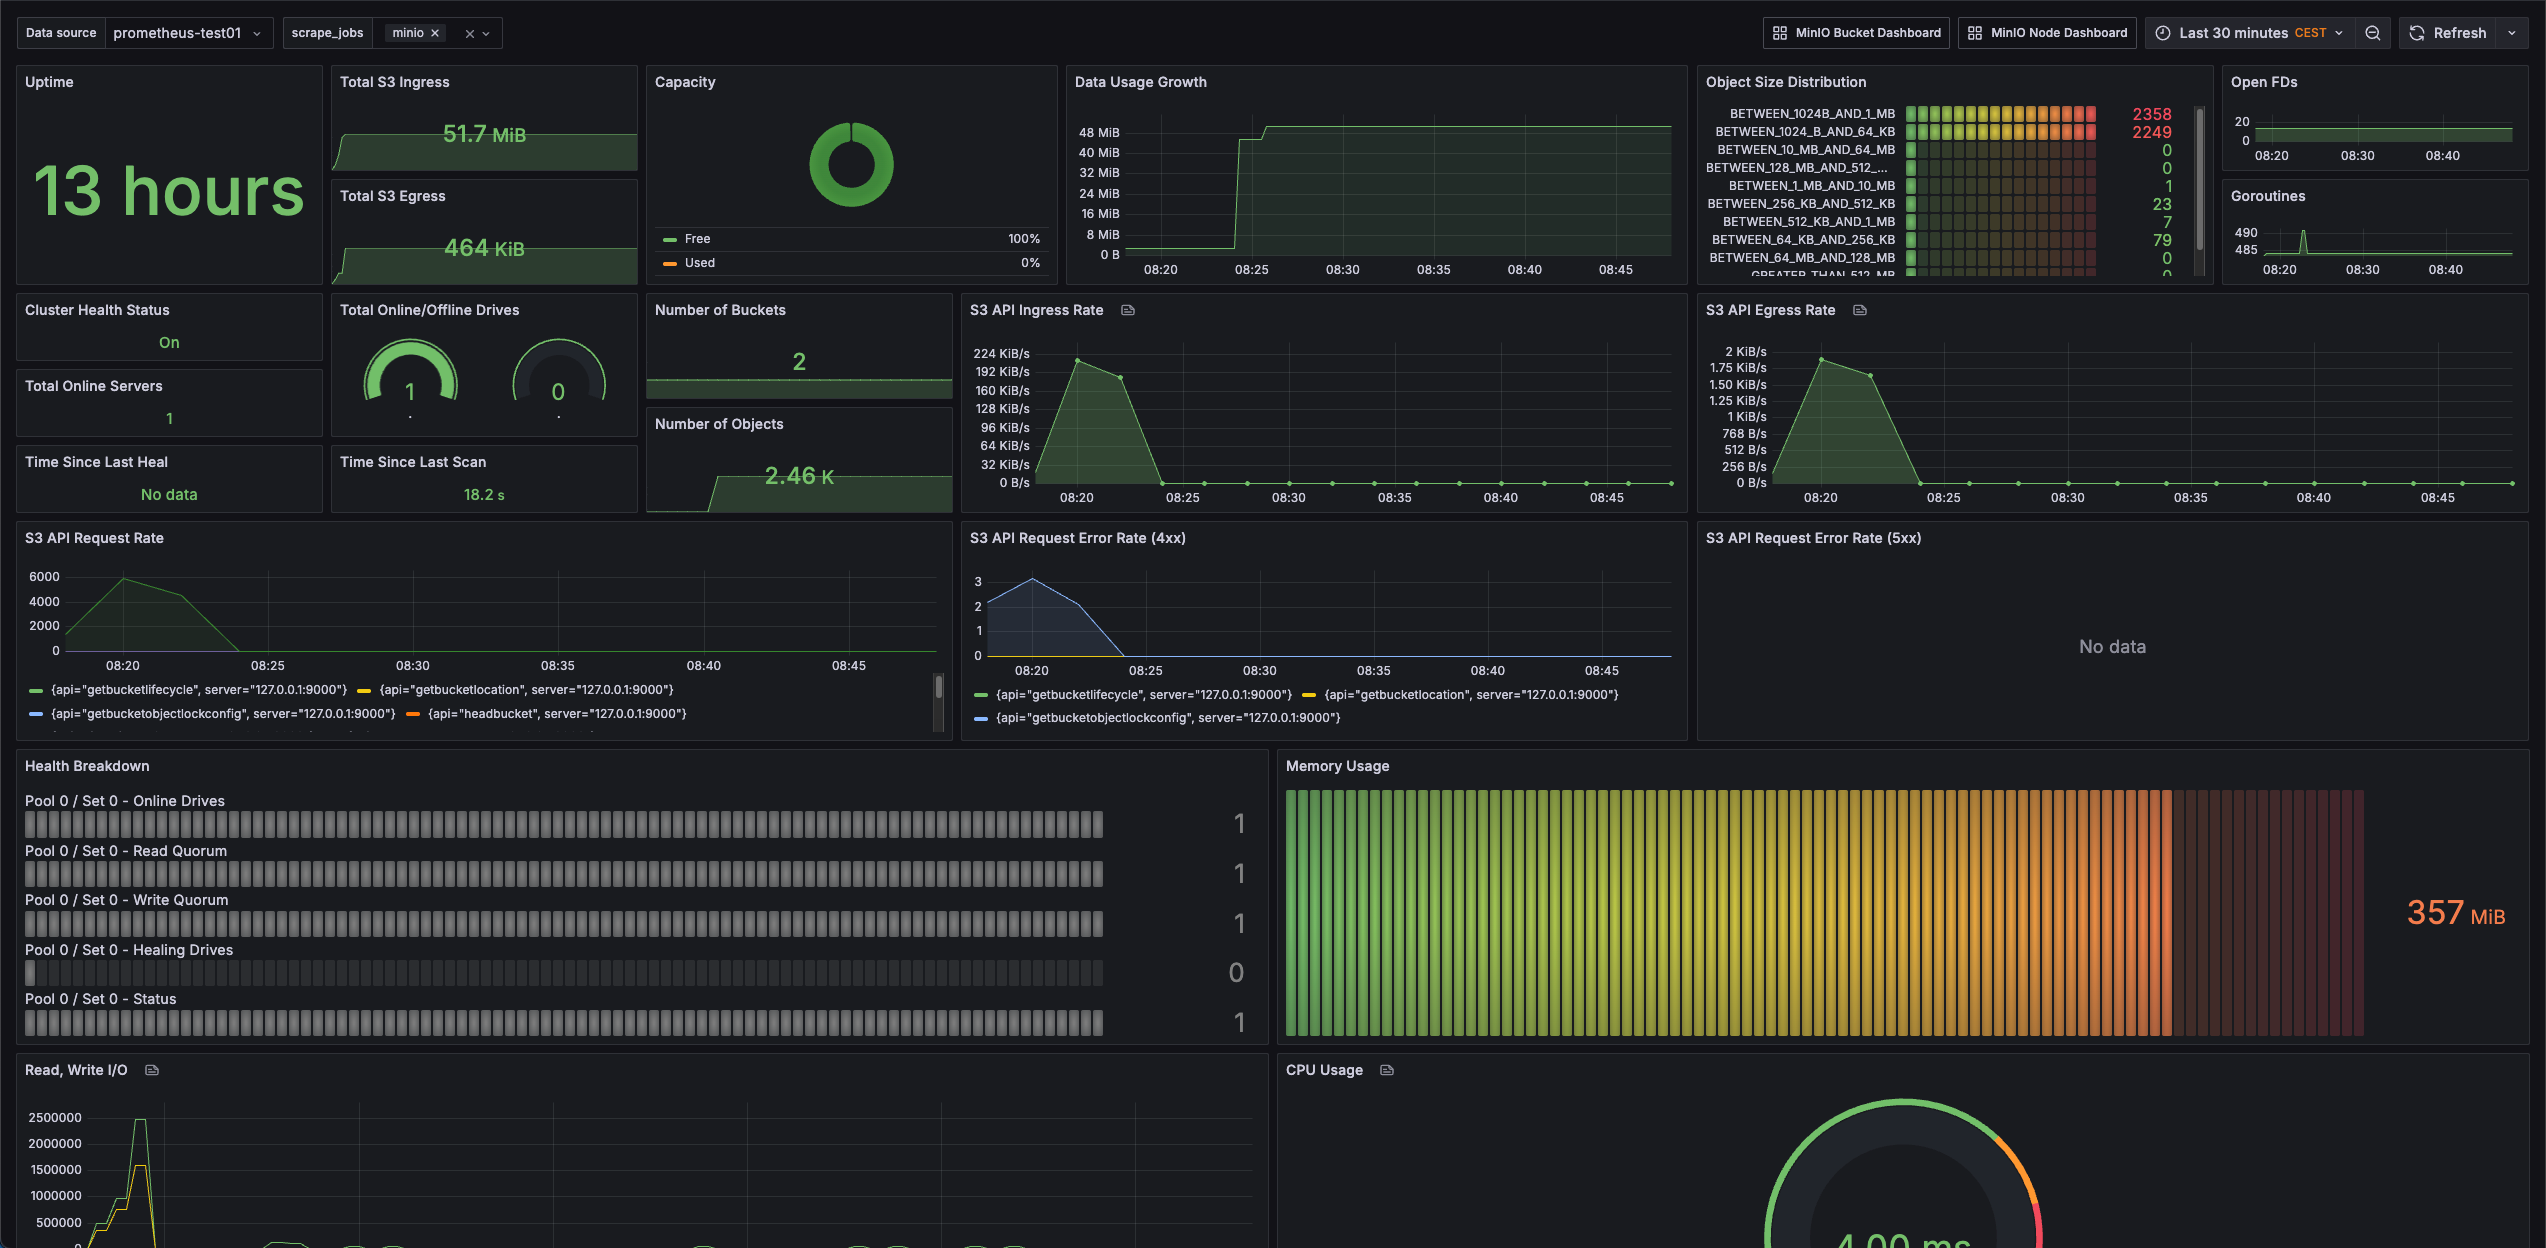 Data source prometheus-test01 scrape_jobs minio MinIO Bucket Dashboard MinIO Node Dashboard Last 30 minutes CEST Refresh
Uptime
13 hours
Total S3 Ingress
51.7 MiB
Total S3 Egress
464 KiB
Capacity
Free 100%
Used 0%
Data Usage Growth
48 MiB
40 MiB
32 MiB
24 MiB
16 MiB
8 MiB
0 B
08:20 08:25 08:30 08:35 08:40 08:45
Object Size Distribution
BETWEEN_1024B_AND_1_MB 2358
BETWEEN_1024_B_AND_64_KB 2249
BETWEEN_10_MB_AND_64_MB 0
BETWEEN_128_MB_AND_512_... 0
BETWEEN_1_MB_AND_10_MB 1
BETWEEN_256_KB_AND_512_KB 23
BETWEEN_512_KB_AND_1_MB 7
BETWEEN_64_KB_AND_256_KB 79
BETWEEN_64_MB_AND_128_MB 0
GREATER_THAN_512_MB 0
Open FDs
20
0
08:20 08:30 08:40
Goroutines
490
485
08:20 08:30 08:40
Cluster Health Status
On
Total Online Servers
1
Time Since Last Heal
No data
Total Online/Offline Drives
1 0
Time Since Last Scan
18.2 s
Number of Buckets
2
Number of Objects
2.46 K
S3 API Ingress Rate
224 KiB/s
192 KiB/s
160 KiB/s
128 KiB/s
96 KiB/s
64 KiB/s
32 KiB/s
0 B/s
08:20 08:25 08:30 08:35 08:40 08:45
S3 API Egress Rate
2 KiB/s
1.75 KiB/s
1.50 KiB/s
1.25 KiB/s
1 KiB/s
768 B/s
512 B/s
256 B/s
0 B/s
08:20 08:25 08:30 08:35 08:40 08:45
S3 API Request Rate
6000
4000
2000
0
08:20 08:25 08:30 08:35 08:40 08:45
{api="getbucketlifecycle", server="127.0.0.1:9000"} {api="getbucketlocation", server="127.0.0.1:9000"}
{api="getbucketobjectlockconfig", server="127.0.0.1:9000"} {api="headbucket", server="127.0.0.1:9000"}
S3 API Request Error Rate (4xx)
3
2
1
0
08:20 08:25 08:30 08:35 08:40 08:45
{api="getbucketlifecycle", server="127.0.0.1:9000"} {api="getbucketlocation", server="127.0.0.1:9000"}
{api="getbucketobjectlockconfig", server="127.0.0.1:9000"}
S3 API Request Error Rate (5xx)
No data
Health Breakdown
Pool 0 / Set 0 - Online Drives
1
Pool 0 / Set 0 - Read Quorum
1
Pool 0 / Set 0 - Write Quorum
1
Pool 0 / Set 0 - Healing Drives
0
Pool 0 / Set 0 - Status
1
Memory Usage
357 MiB
Read, Write I/O
2500000
2000000
1500000
1000000
500000
0
CPU Usage
4.00 ms